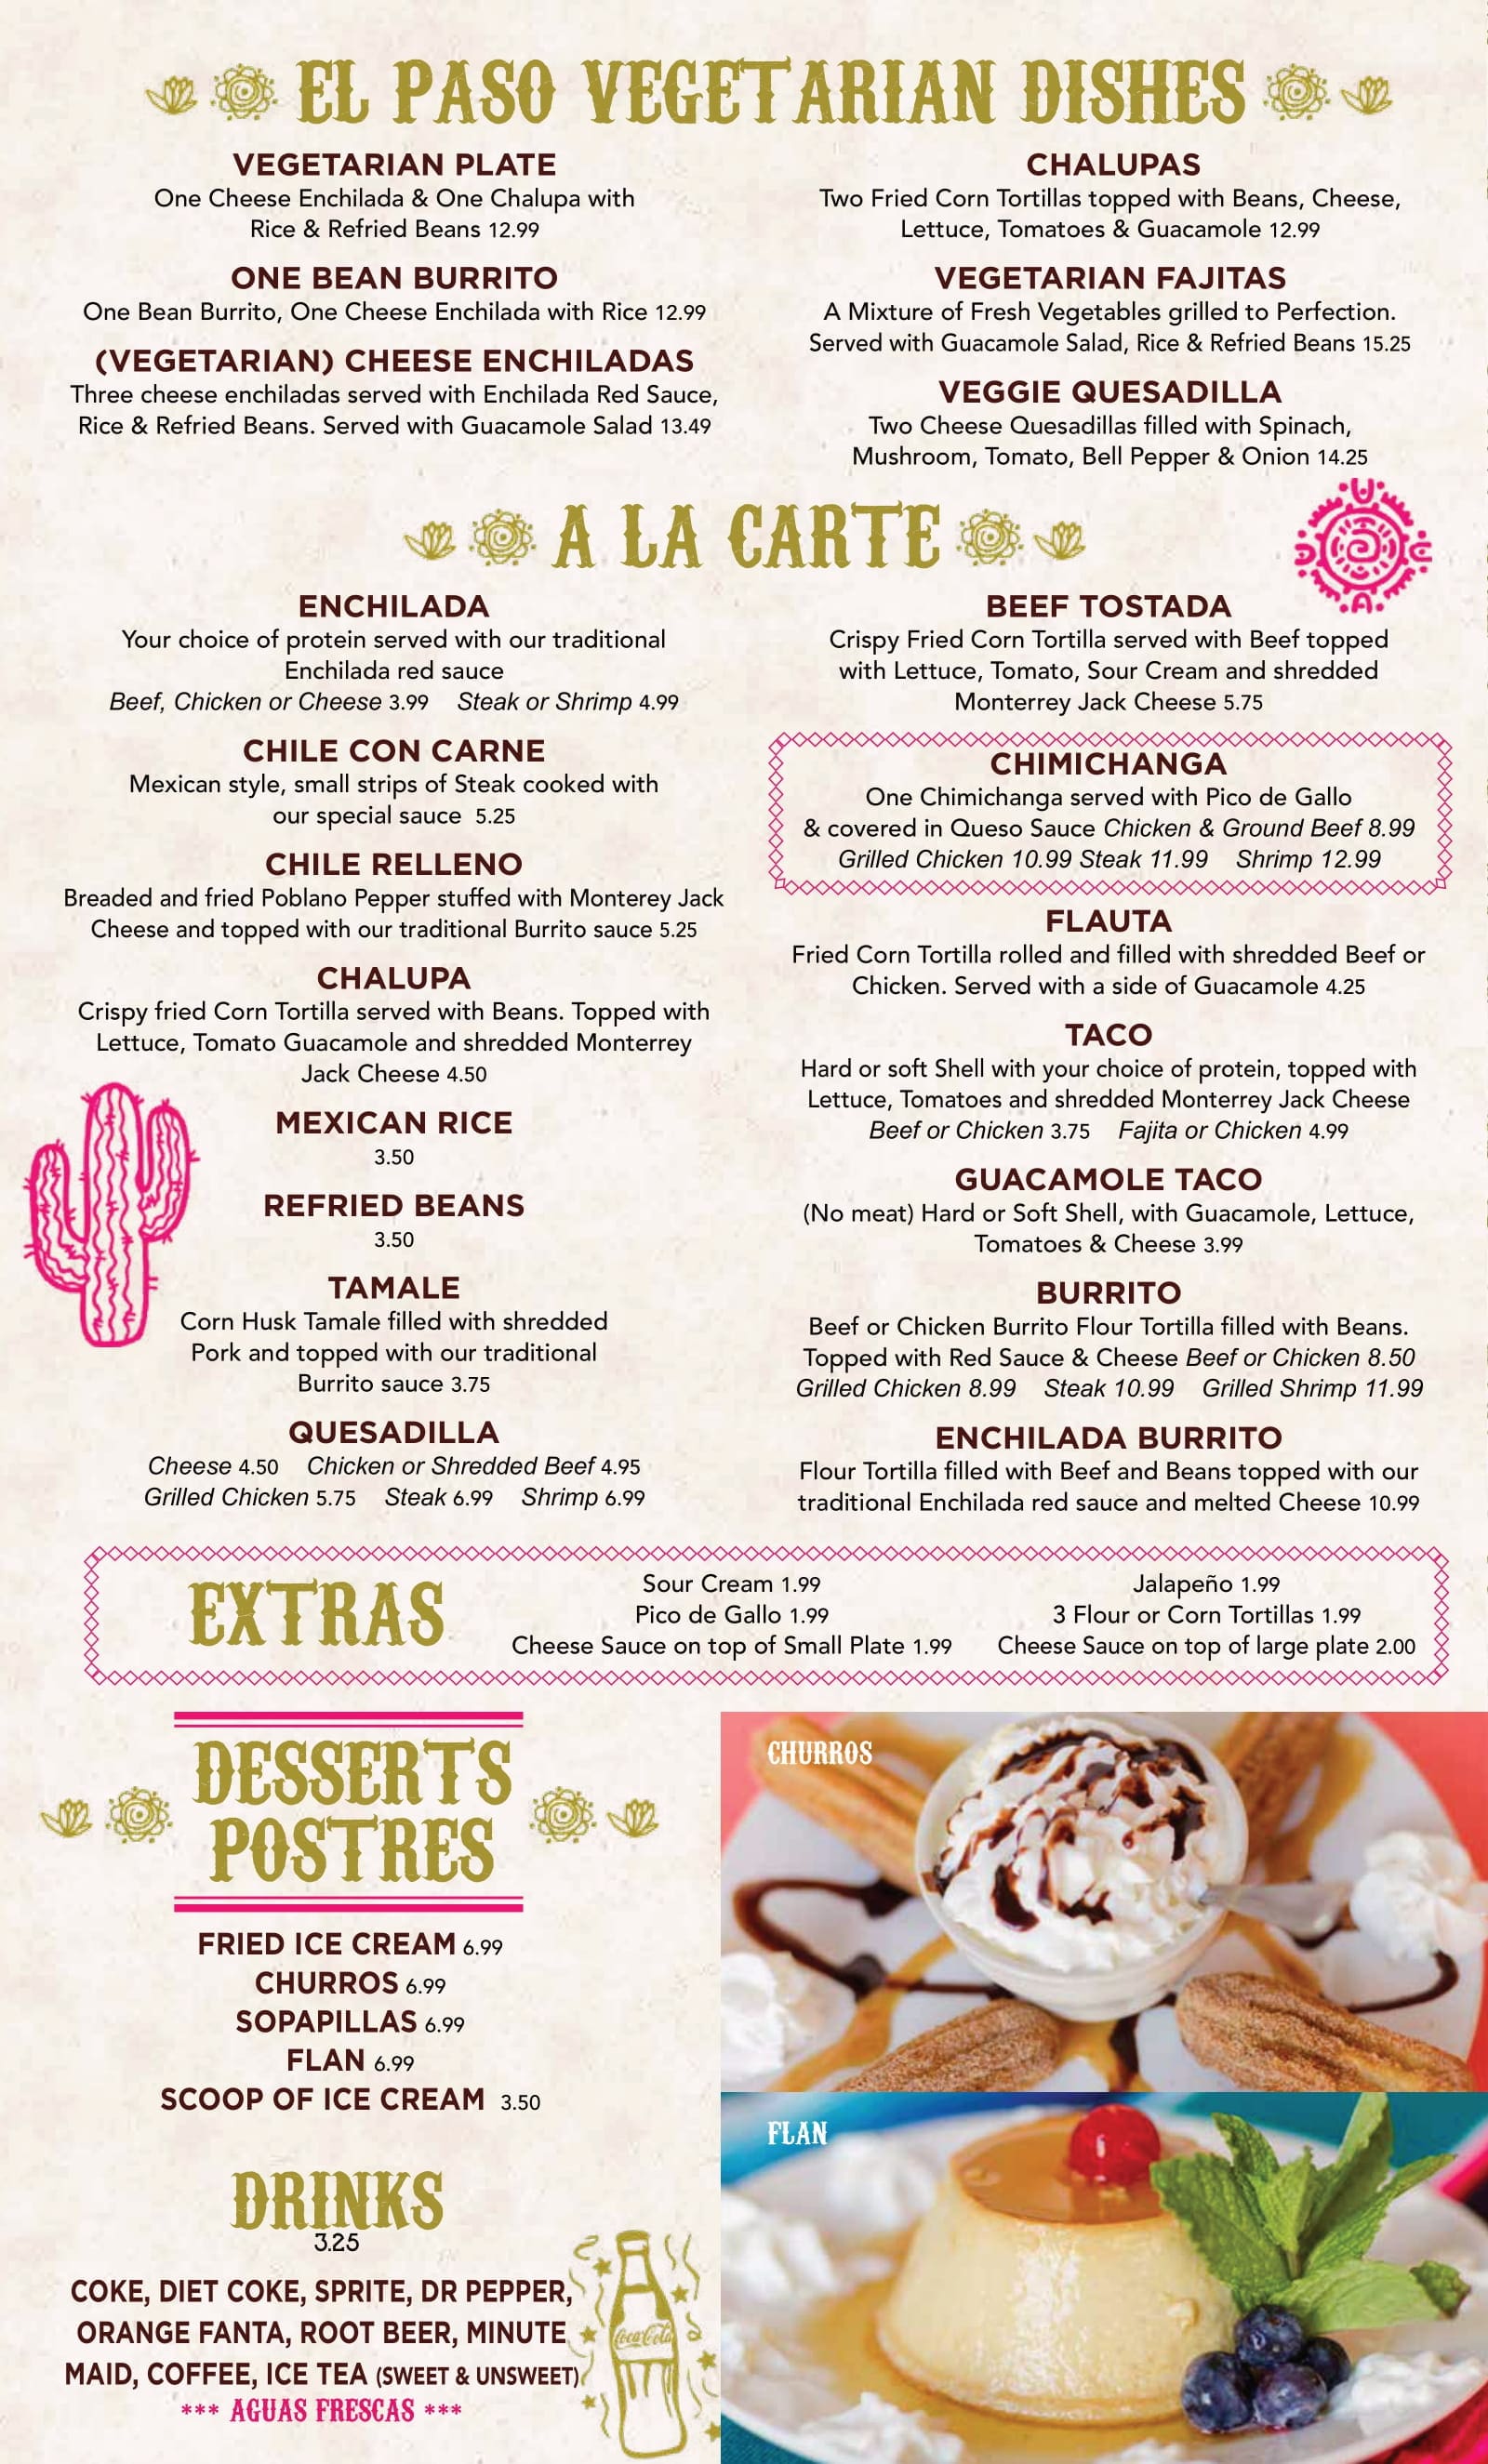 EL PASO VEGETARIAN DISHES
VEGETARIAN PLATE
One Cheese Enchilada & One Chalupa with
Rice & Refried Beans 12.99
ONE BEAN BURRITO
One Bean Burrito, One Cheese Enchilada with Rice 12.99
(VEGETARIAN) CHEESE ENCHILADAS
Three cheese enchiladas served with Enchilada Red Sauce,
Rice & Refried Beans. Served with Guacamole Salad 13.49
CHALUPAS
Two Fried Corn Tortillas topped with Beans, Cheese,
Lettuce, Tomatoes & Guacamole 12.99
VEGETARIAN FAJITAS
A Mixture of Fresh Vegetables grilled to Perfection.
Served with Guacamole Salad, Rice & Refried Beans 15.25
VEGGIE QUESADILLA
Two Cheese Quesadillas filled with Spinach,
Mushroom, Tomato, Bell Pepper & Onion 14.25
A LA CARTE
ENCHILADA
Your choice of protein served with our traditional
Enchilada red sauce
Beef, Chicken or Cheese 3.99 Steak or Shrimp 4.99
CHILE CON CARNE
Mexican style, small strips of Steak cooked with
our special sauce 5.25
CHILE RELLENO
Breaded and fried Poblano Pepper stuffed with Monterey Jack
Cheese and topped with our traditional Burrito sauce 5.25
CHALUPA
Crispy fried Corn Tortilla served with Beans. Topped with
Lettuce, Tomato Guacamole and shredded Monterrey
Jack Cheese 4.50
MEXICAN RICE
3.50
REFRIED BEANS
3.50
TAMALE
Corn Husk Tamale filled with shredded
Pork and topped with our traditional
Burrito sauce 3.75
QUESADILLA
Cheese 4.50 Chicken or Shredded Beef 4.95
Grilled Chicken 5.75 Steak 6.99 Shrimp 6.99
BEEF TOSTADA
Crispy Fried Corn Tortilla served with Beef topped
with Lettuce, Tomato, Sour Cream and shredded
Monterrey Jack Cheese 5.75
CHIMICHANGA
One Chimichanga served with Pico de Gallo
& covered in Queso Sauce Chicken & Ground Beef 8.99
Grilled Chicken 10.99 Steak 11.99 Shrimp 12.99
FLAUTA
Fried Corn Tortilla rolled and filled with shredded Beef or
Chicken. Served with a side of Guacamole 4.25
TACO
Hard or soft Shell with your choice of protein, topped with
Lettuce, Tomatoes and shredded Monterrey Jack Cheese
Beef or Chicken 3.75 Fajita or Chicken 4.99
GUACAMOLE TACO
(No meat) Hard or Soft Shell, with Guacamole, Lettuce,
Tomatoes & Cheese 3.99
BURRITO
Beef or Chicken Burrito Flour Tortilla filled with Beans.
Topped with Red Sauce & Cheese Beef or Chicken 8.50
Grilled Chicken 8.99 Steak 10.99 Grilled Shrimp 11.99
ENCHILADA BURRITO
Flour Tortilla filled with Beef and Beans topped with our
traditional Enchilada red sauce and melted Cheese 10.99
EXTRAS
Sour Cream 1.99
Pico de Gallo 1.99
Cheese Sauce on top of Small Plate 1.99
Jalapeño 1.99
3 Flour or Corn Tortillas 1.99
Cheese Sauce on top of large plate 2.00
DESSERTS
POSTRES
FRIED ICE CREAM 6.99
CHURROS 6.99
SOPAPILLAS 6.99
FLAN 6.99
SCOOP OF ICE CREAM 3.50
DRINKS
3.25
COKE, DIET COKE, SPRITE, DR PEPPER,
ORANGE FANTA, ROOT BEER, MINUTE
MAID, COFFEE, ICE TEA (SWEET & UNSWEET)
*** AGUAS FRESCAS ***
Coca-Cola
CHURROS
FLAN